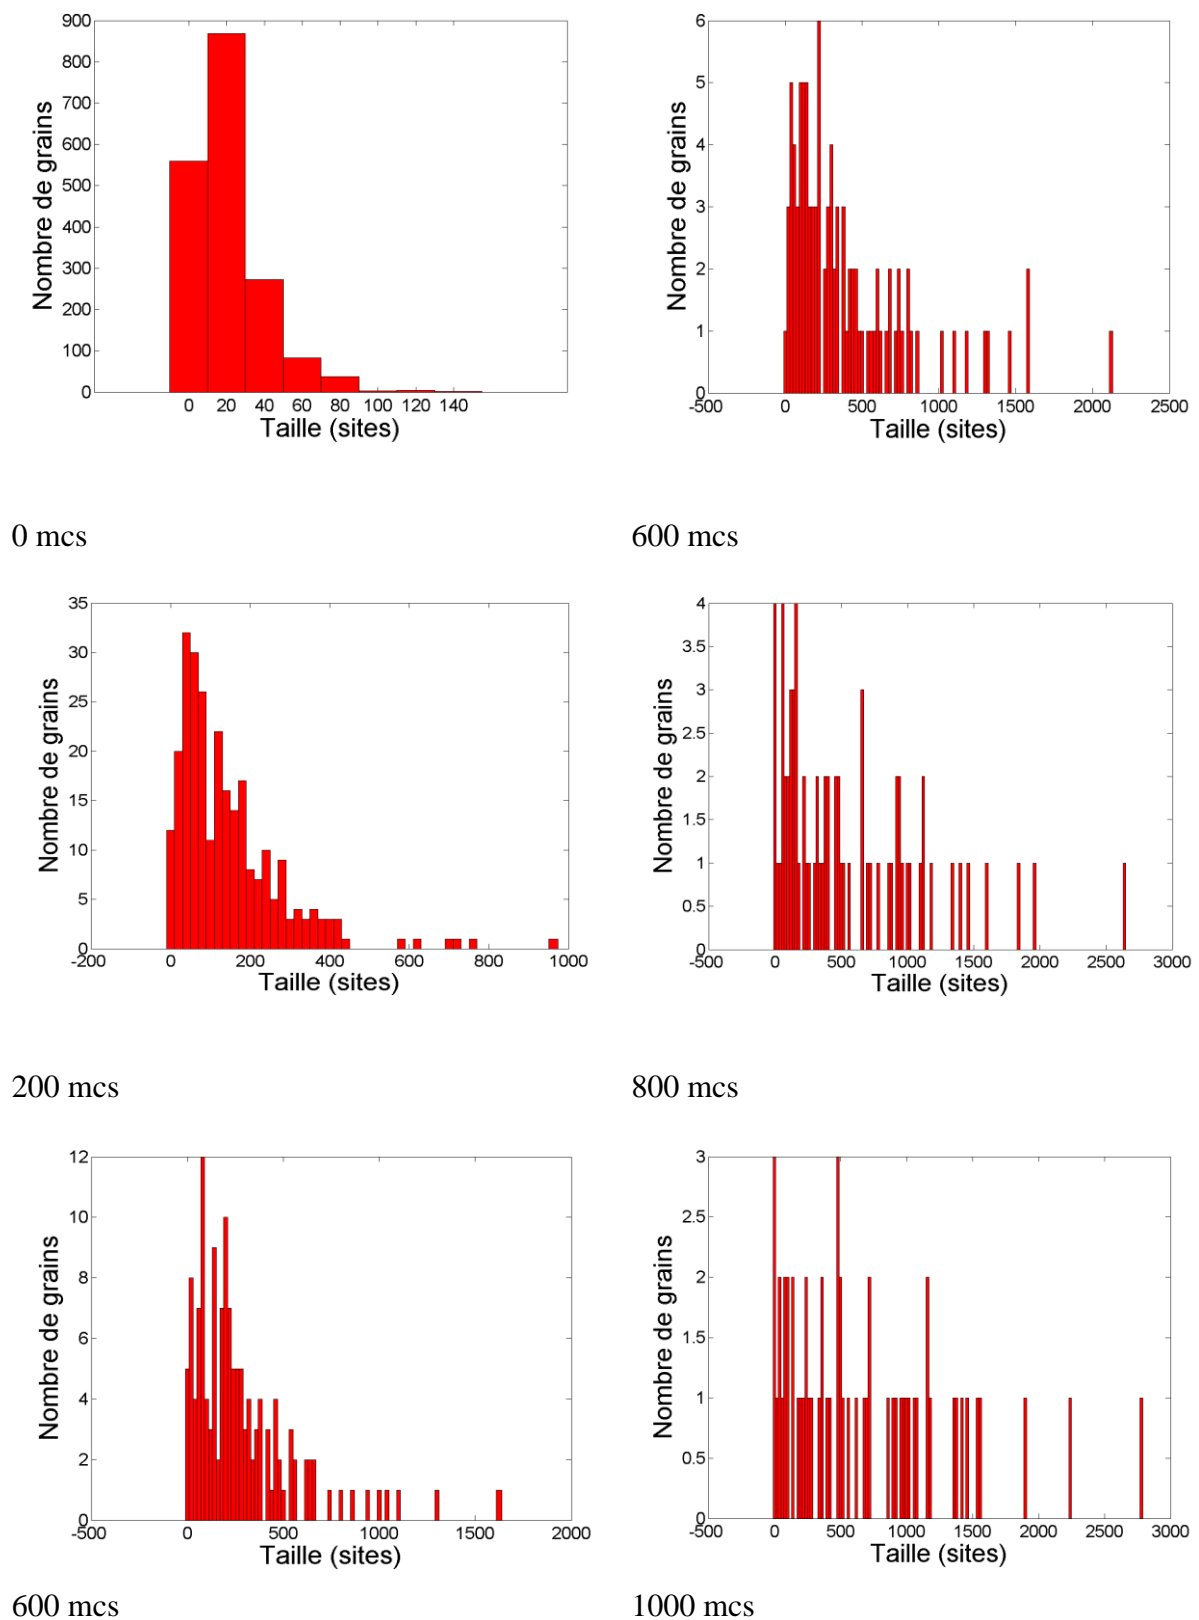 900
800
700
600
500
400
300
200
100
0
Nombre de grains
0 20 40 60 80 100 120 140
Taille (sites)
0 mcs
6
5
4
3
2
1
0
Nombre de grains
-500 0 500 1000 1500 2000 2500
Taille (sites)
600 mcs
35
30
25
20
15
10
5
0
Nombre de grains
-200 0 200 400 600 800 1000
Taille (sites)
200 mcs
4
3.5
3
2.5
2
1.5
1
0.5
0
Nombre de grains
-500 0 500 1000 1500 2000 2500 3000
Taille (sites)
800 mcs
12
10
8
6
4
2
0
Nombre de grains
-500 0 500 1000 1500 2000
Taille (sites)
600 mcs
3
2.5
2
1.5
1
0.5
0
Nombre de grains
-500 0 500 1000 1500 2000 2500 3000
Taille (sites)
1000 mcs